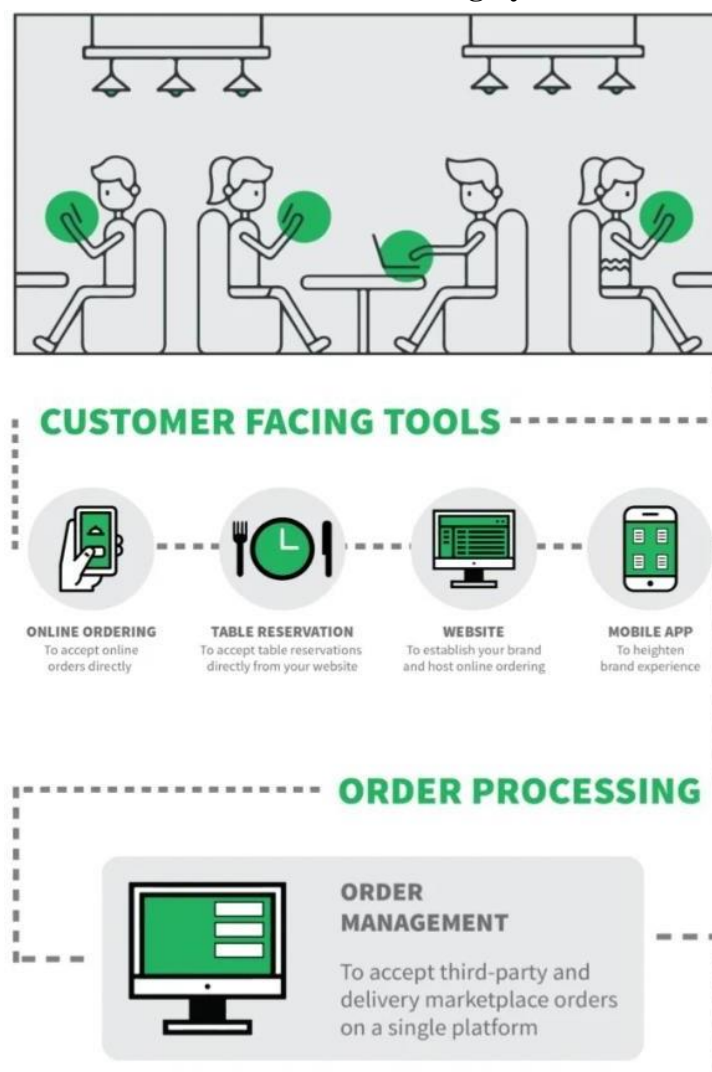 CUSTOMER FACING TOOLS
ONLINE ORDERING
To accept online
orders directly
TABLE RESERVATION
To accept table reservations
directly from your website
WEBSITE
To establish your brand
and host online ordering
MOBILE APP
To heighten
brand experience
ORDER PROCESSING
ORDER
MANAGEMENT
To accept third-party and
delivery marketplace orders
on a single platform